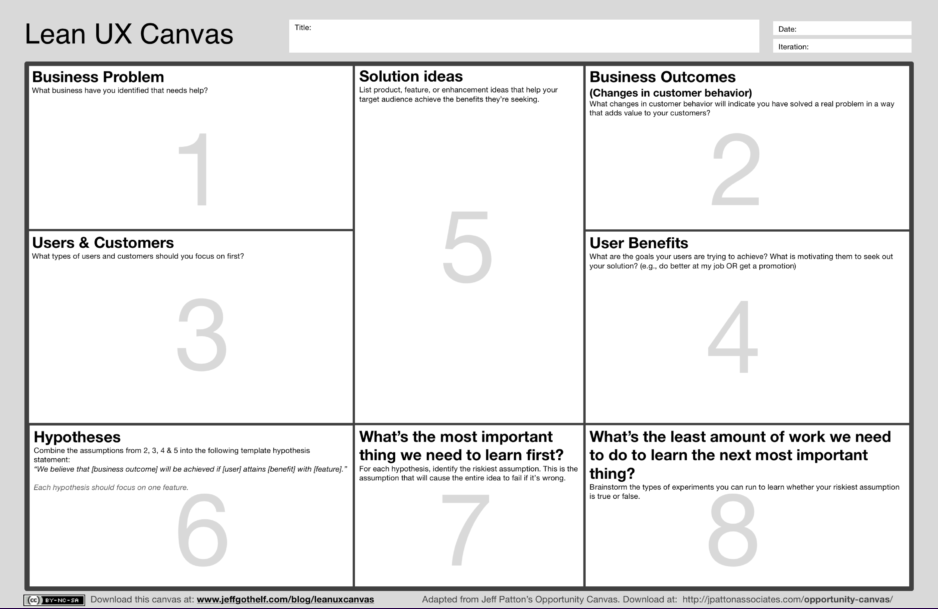 Lean UX Canvas
Title:
Date:
Iteration:
Business Problem
What business have you identified that needs help?
1
Solution ideas
List product, feature, or enhancement ideas that help your
target audience achieve the benefits they're seeking.
5
Business Outcomes
(Changes in customer behavior)
What changes in customer behavior will indicate you have solved a real problem in a way
that adds value to your customers?
2
Users & Customers
What types of users and customers should you focus on first?
3
User Benefits
What are the goals your users are trying to achieve? What is motivating them to seek out
your solution? (e.g., do better at my job OR get a promotion)
4
Hypotheses
Combine the assumptions from 2, 3, 4 & 5 into the following template hypothesis
statement:
“We believe that [business outcome] will be achieved if [user] attains [benefit] with [feature].”
Each hypothesis should focus on one feature.
6
What's the most important
thing we need to learn first?
For each hypothesis, identify the riskiest assumption. This is the
assumption that will cause the entire idea to fail if it's wrong.
7
What's the least amount of work we need
to do to learn the next most important
thing?
Brainstorm the types of experiments you can run to learn whether your riskiest assumption
is true or false.
8
(cc) BY-NC-SA Download this canvas at: www.jeffgothelf.com/blog/leanuxcanvas
Adapted from Jeff Patton's Opportunity Canvas. Download at: http://jpattonassociates.com/opportunity-canvas/